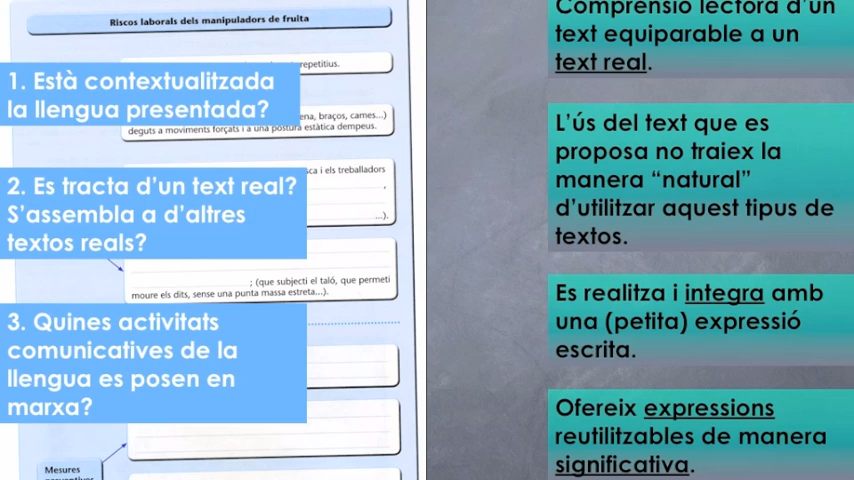 Riscos laborals dels manipuladors de fruita
repetitius.
1. Està contextualitzada
la llengua presentada?
braços, cames...)
deguts a moviments forçats i a una postura estàtica dempeus.
i els treballadors
2. Es tracta d'un text real?
S'assembla a d'altres
textos reals?
...).
; (que subjecti el taló, que permeti
moure els dits, sense una punta massa estreta...).
3. Quines activitats
comunicatives de la
llengua es posen en
marxa?
Mesures
Comprensió lectora d'un
text equiparable a un
text real.
L'ús del text que es
proposa no traiex la
manera “natural”
d'utilitzar aquest tipus de
textos.
Es realitza i integra amb
una (petita) expressió
escrita.
Ofereix expressions
reutilitzables de manera
significativa.